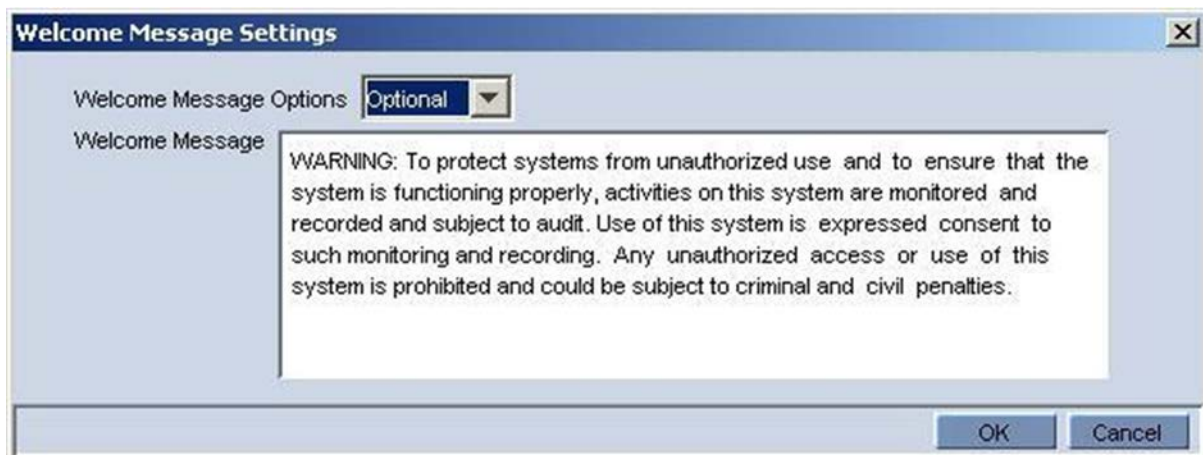 Welcome Message Settings
Welcome Message Options Optional
Welcome Message
WARNING: To protect systems from unauthorized use and to ensure that the
system is functioning properly, activities on this system are monitored and
recorded and subject to audit. Use of this system is expressed consent to
such monitoring and recording. Any unauthorized access or use of this
system is prohibited and could be subject to criminal and civil penalties.
OK Cancel